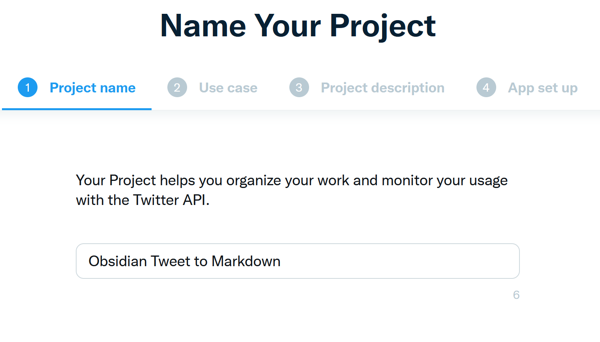 Name Your Project
1 Project name 2 Use case 3 Project description 4 App set up
Your Project helps you organize your work and monitor your usage
with the Twitter API.
Obsidian Tweet to Markdown
6